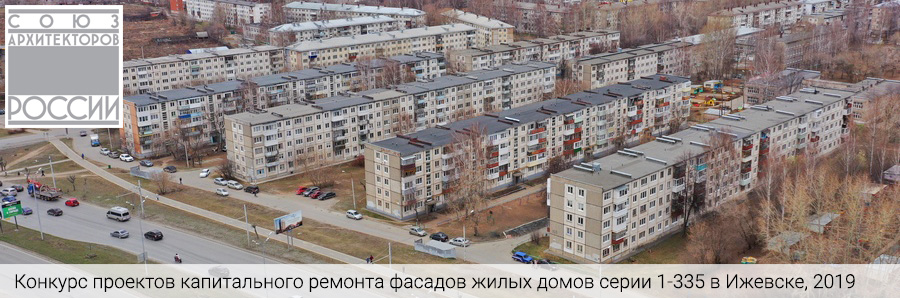 СОЮЗ
АРХИТЕКТОРОВ
РОССИИ
Конкурс проектов капитального ремонта фасадов жилых домов серии 1-335 в Ижевске, 2019